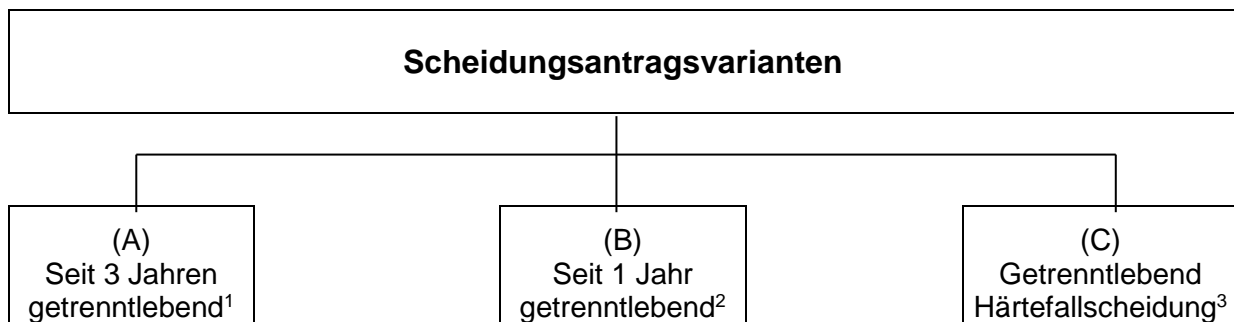 Scheidungsantragsvarianten
(A)
Seit 3 Jahren
getrenntlebend¹
(B)
Seit 1 Jahr
getrenntlebend²
(C)
Getrenntlebend
Härtefallscheidung³